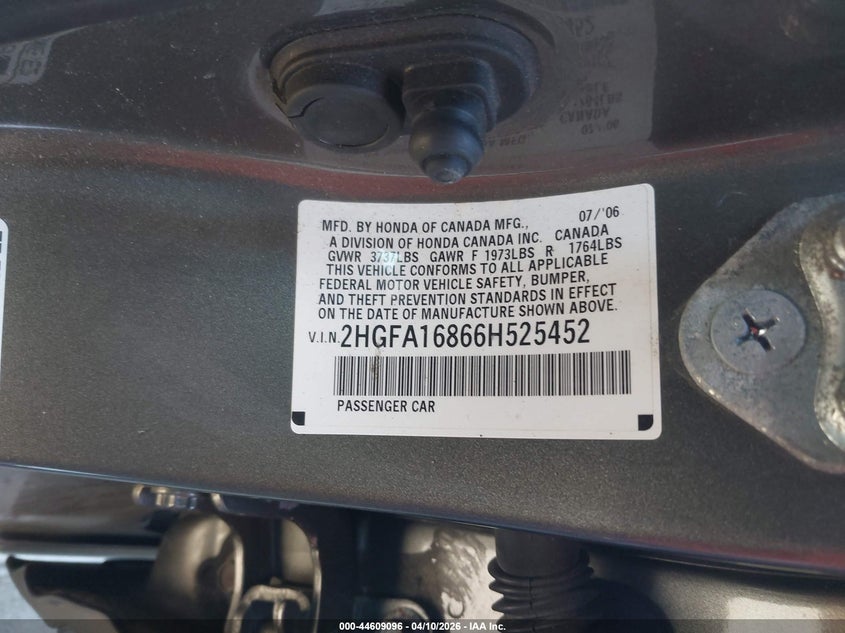 MFD. BY HONDA OF CANADA MFG., 07/'06
A DIVISION OF HONDA CANADA INC. CANADA
GVWR 3737LBS GAWR F 1973LBS R 1764LBS
THIS VEHICLE CONFORMS TO ALL APPLICABLE
FEDERAL MOTOR VEHICLE SAFETY, BUMPER,
AND THEFT PREVENTION STANDARDS IN EFFECT
ON THE DATE OF MANUFACTURE SHOWN ABOVE.
V.I.N. 2HGFA16866H525452
PASSENGER CAR
000-44609096 - 04/10/2026 - IAA Inc.